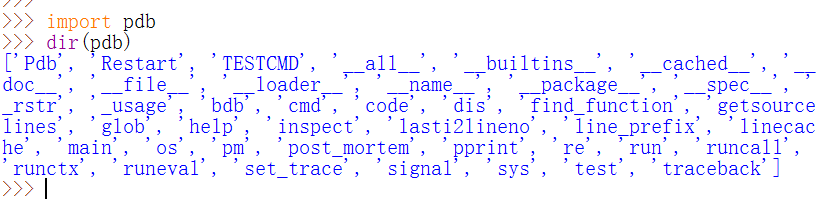 >>>
>>> import pdb
>>> dir(pdb)
['Pdb', 'Restart', 'TESTCMD', '__all__', '__builtins__', '__cached__', '__
doc__', '__file__', '__loader__', '__name__', '__package__', '__spec__', '
_rstr', '_usage', 'bdb', 'cmd', 'code', 'dis', 'find_function', 'getsource
lines', 'glob', 'help', 'inspect', 'lasti2lineno', 'line_prefix', 'linecac
he', 'main', 'os', 'pm', 'post_mortem', 'pprint', 're', 'run', 'runcall',
'runctx', 'runeval', 'set_trace', 'signal', 'sys', 'test', 'traceback']
>>>